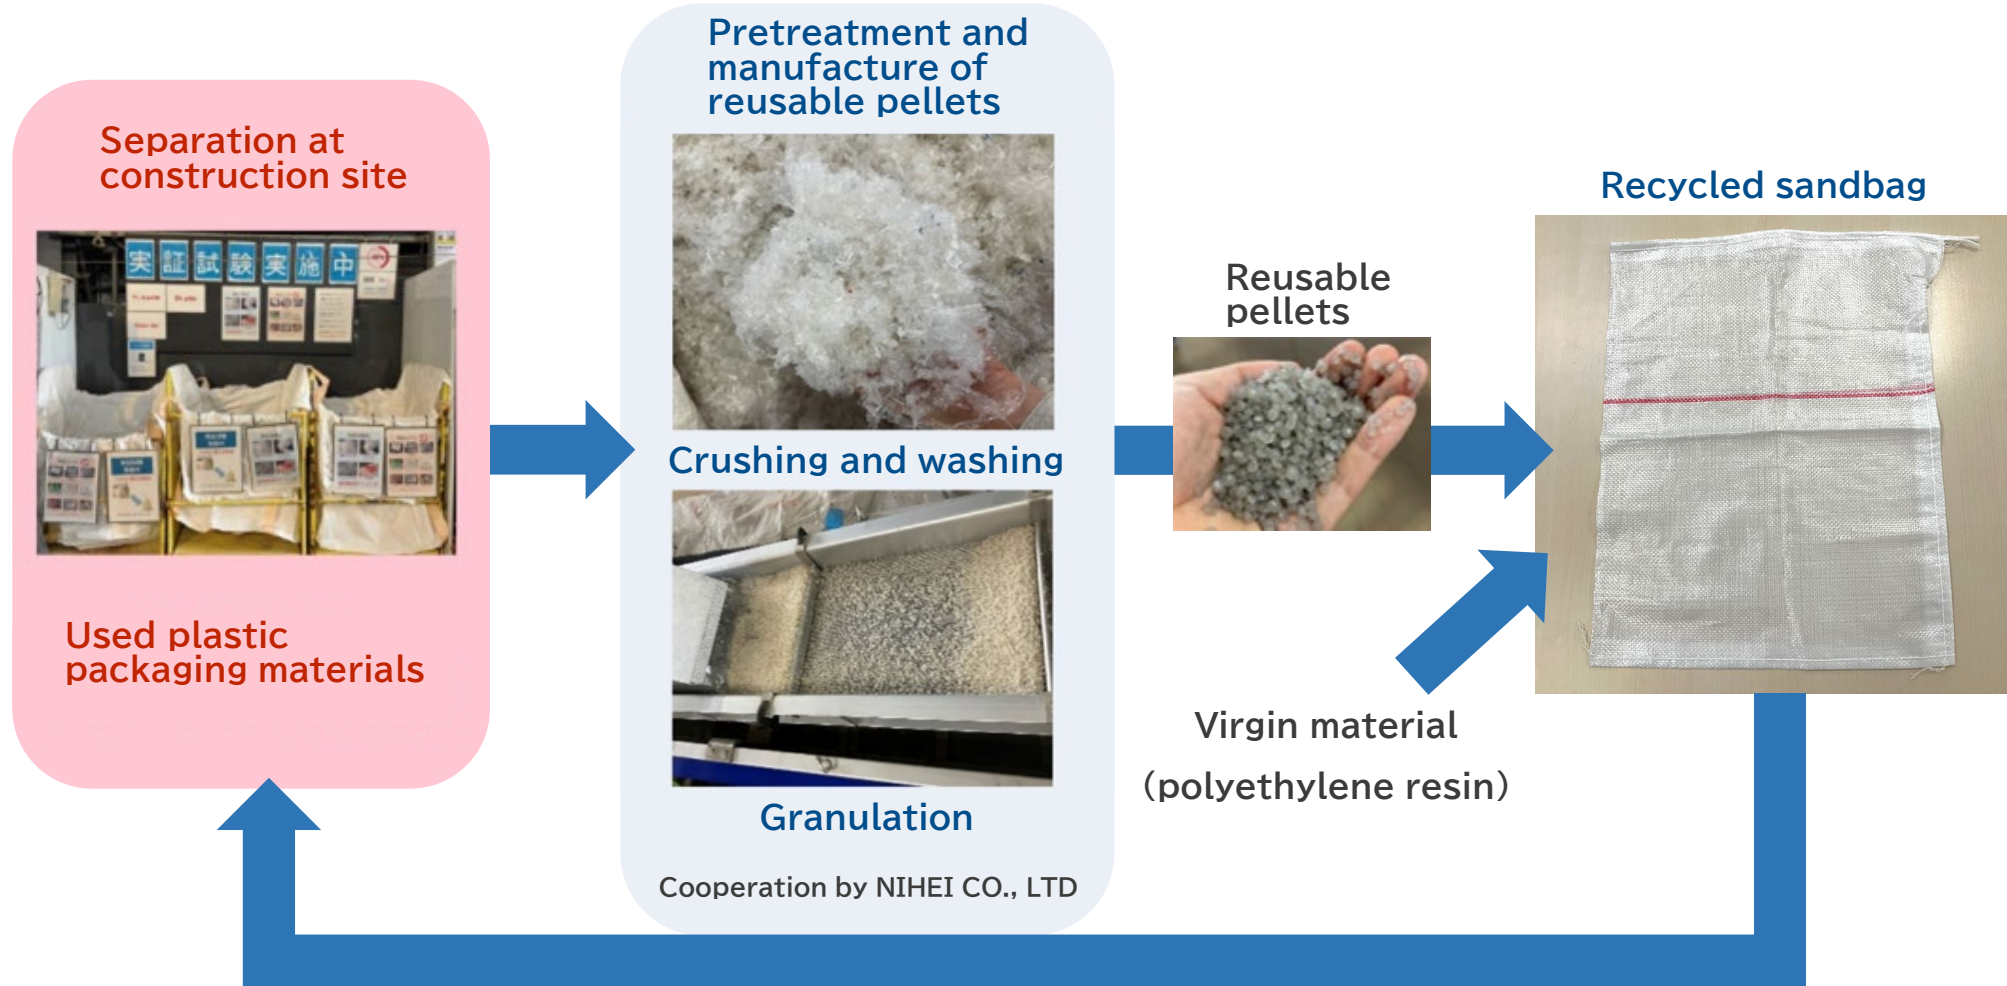 Separation at
construction site
実証試験実施中
Used plastic
packaging materials
Pretreatment and
manufacture of
reusable pellets
Crushing and washing
Granulation
Cooperation by NIHEI CO., LTD
Reusable
pellets
Virgin material
(polyethylene resin)
Recycled sandbag